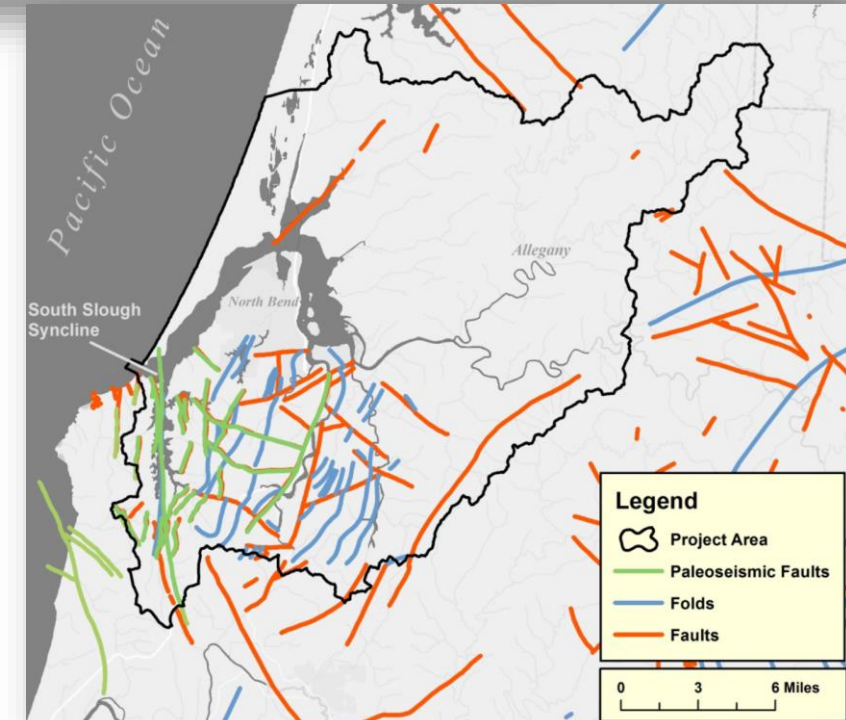 Pacific Ocean
Allegany
North Bend
South Slough
Syncline
Legend
Project Area
Paleoseismic Faults
Folds
Faults
0 3 6 Miles